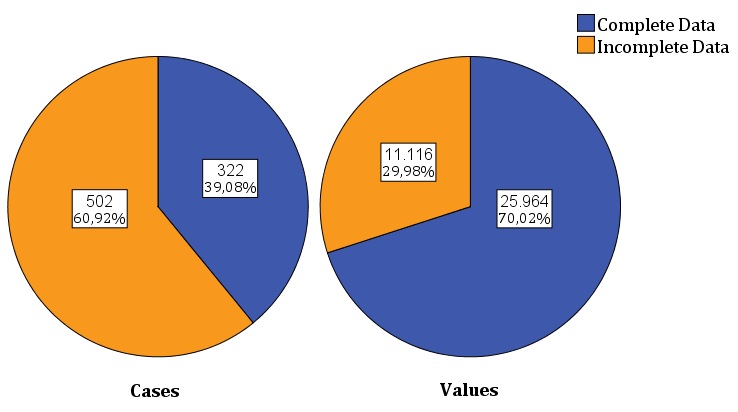 Complete Data
Incomplete Data
322
39,08%
502
60,92%
11.116
29,98%
25.964
70,02%
Cases
Values